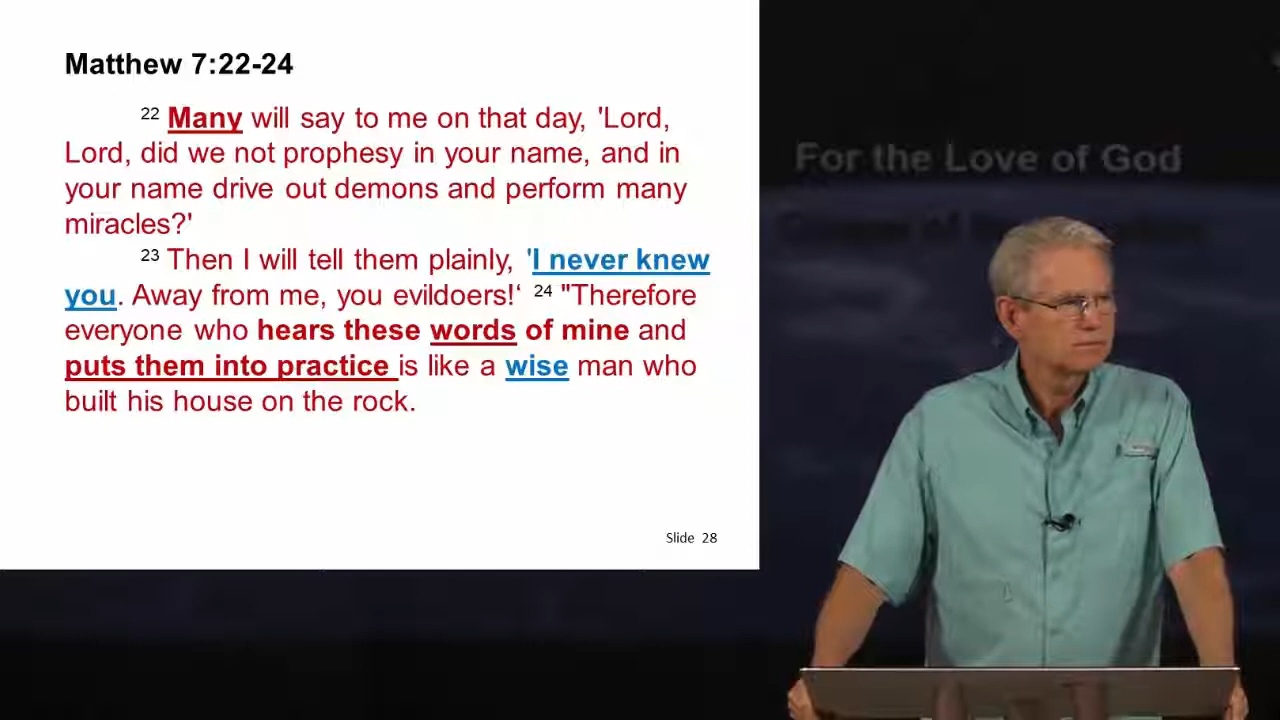 Matthew 7:22-24
22 Many will say to me on that day, 'Lord,
Lord, did we not prophesy in your name, and in
your name drive out demons and perform many
miracles?'
23 Then I will tell them plainly, 'I never knew
you. Away from me, you evildoers!‘ 24 "Therefore
everyone who hears these words of mine and
puts them into practice is like a wise man who
built his house on the rock.
Slide 28
For the Love of God